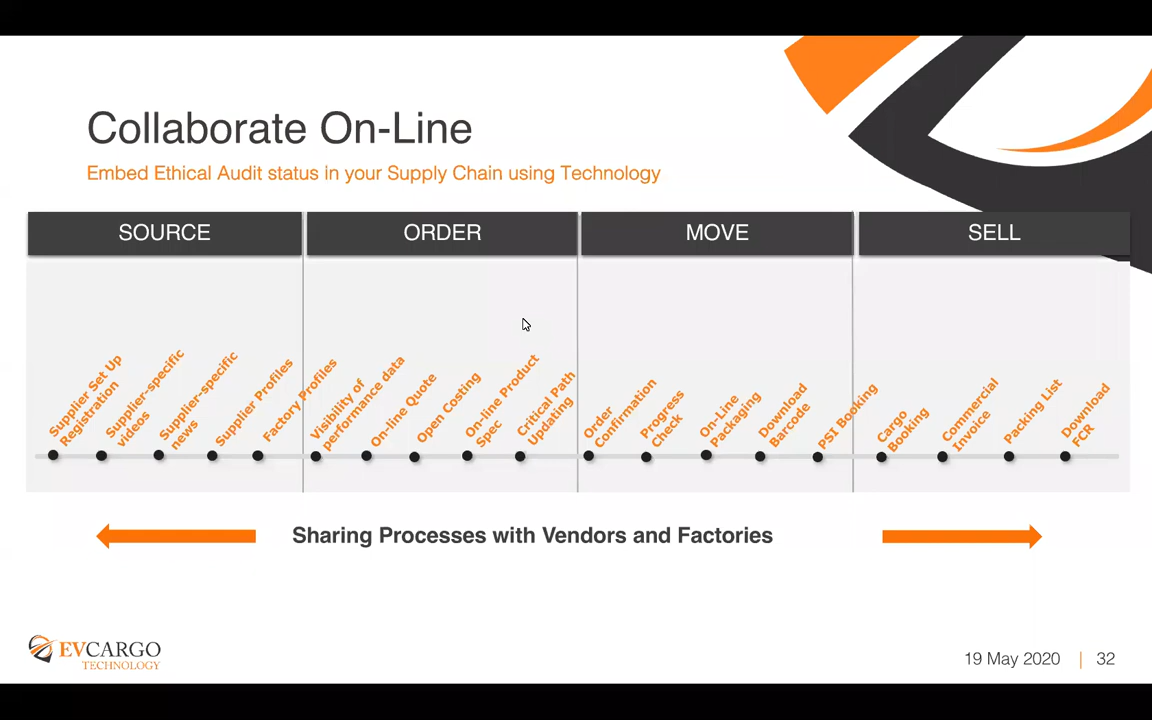 Collaborate On-Line
Embed Ethical Audit status in your Supply Chain using Technology
SOURCE
ORDER
MOVE
SELL
Supplier Set Up
Registration
Supplier-specific
videos
Supplier-specific
news
Supplier Profiles
Factory Profiles
Visibility of
performance data
On-line Quote
Open Costing
On-line Product
Spec
Critical Path
Updating
Order
Confirmation
Progress
Check
On-Line
Packaging
Download
Barcode
PSI Booking
Cargo
Booking
Commercial
Invoice
Packing List
Download
FCR
Sharing Processes with Vendors and Factories
EVCARGO
TECHNOLOGY
19 May 2020 | 32